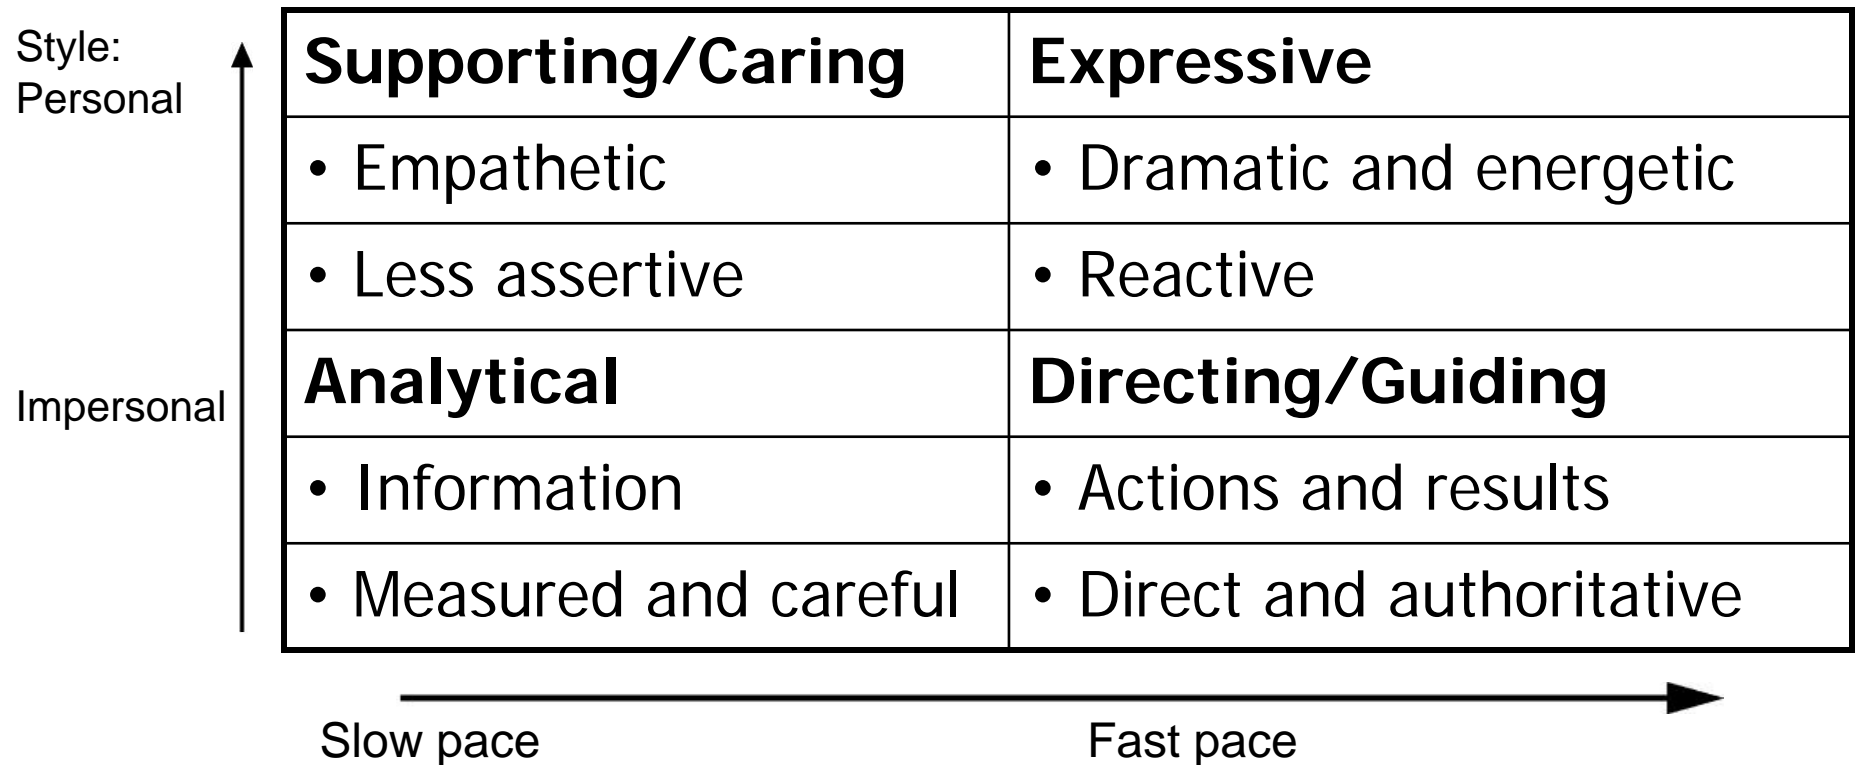 Style:
Personal
Supporting/Caring
Expressive
• Empathetic
• Dramatic and energetic
• Less assertive
• Reactive
Impersonal
Analytical
Directing/Guiding
• Information
• Actions and results
• Measured and careful
• Direct and authoritative
Slow pace
Fast pace